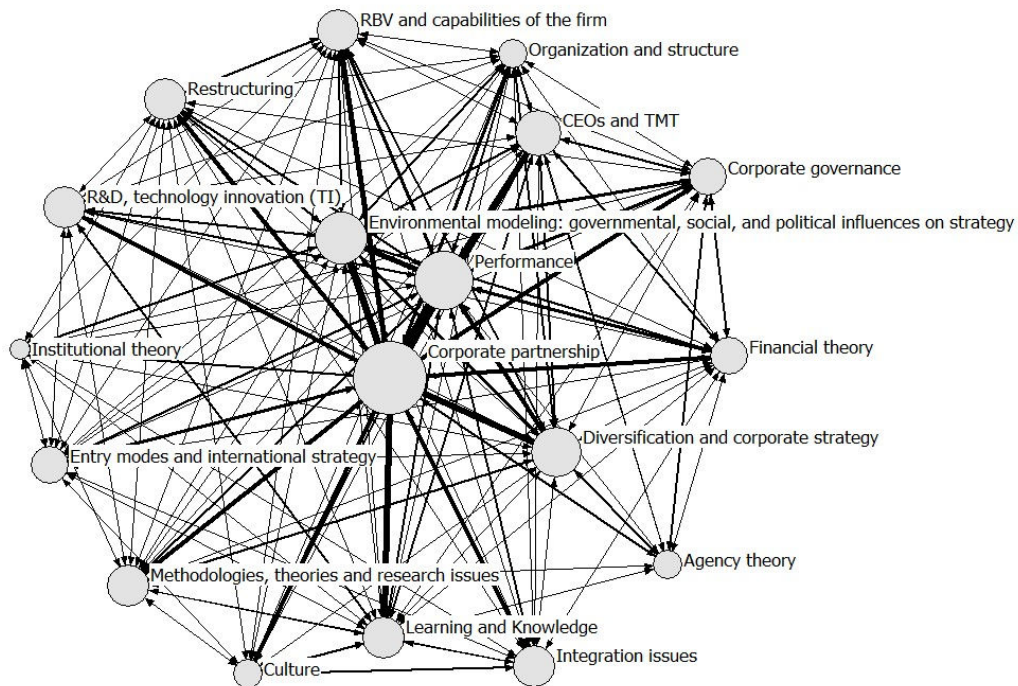 RBV and capabilities of the firm
Organization and structure
Restructuring
CEOs and TMT
Corporate governance
R&D, technology innovation (TI)
Environmental modeling: governmental, social, and political influences on strategy
Performance
Institutional theory
Corporate partnership
Financial theory
Diversification and corporate strategy
Entry modes and international strategy
Agency theory
Methodologies, theories and research issues
Learning and Knowledge
Integration issues
Culture